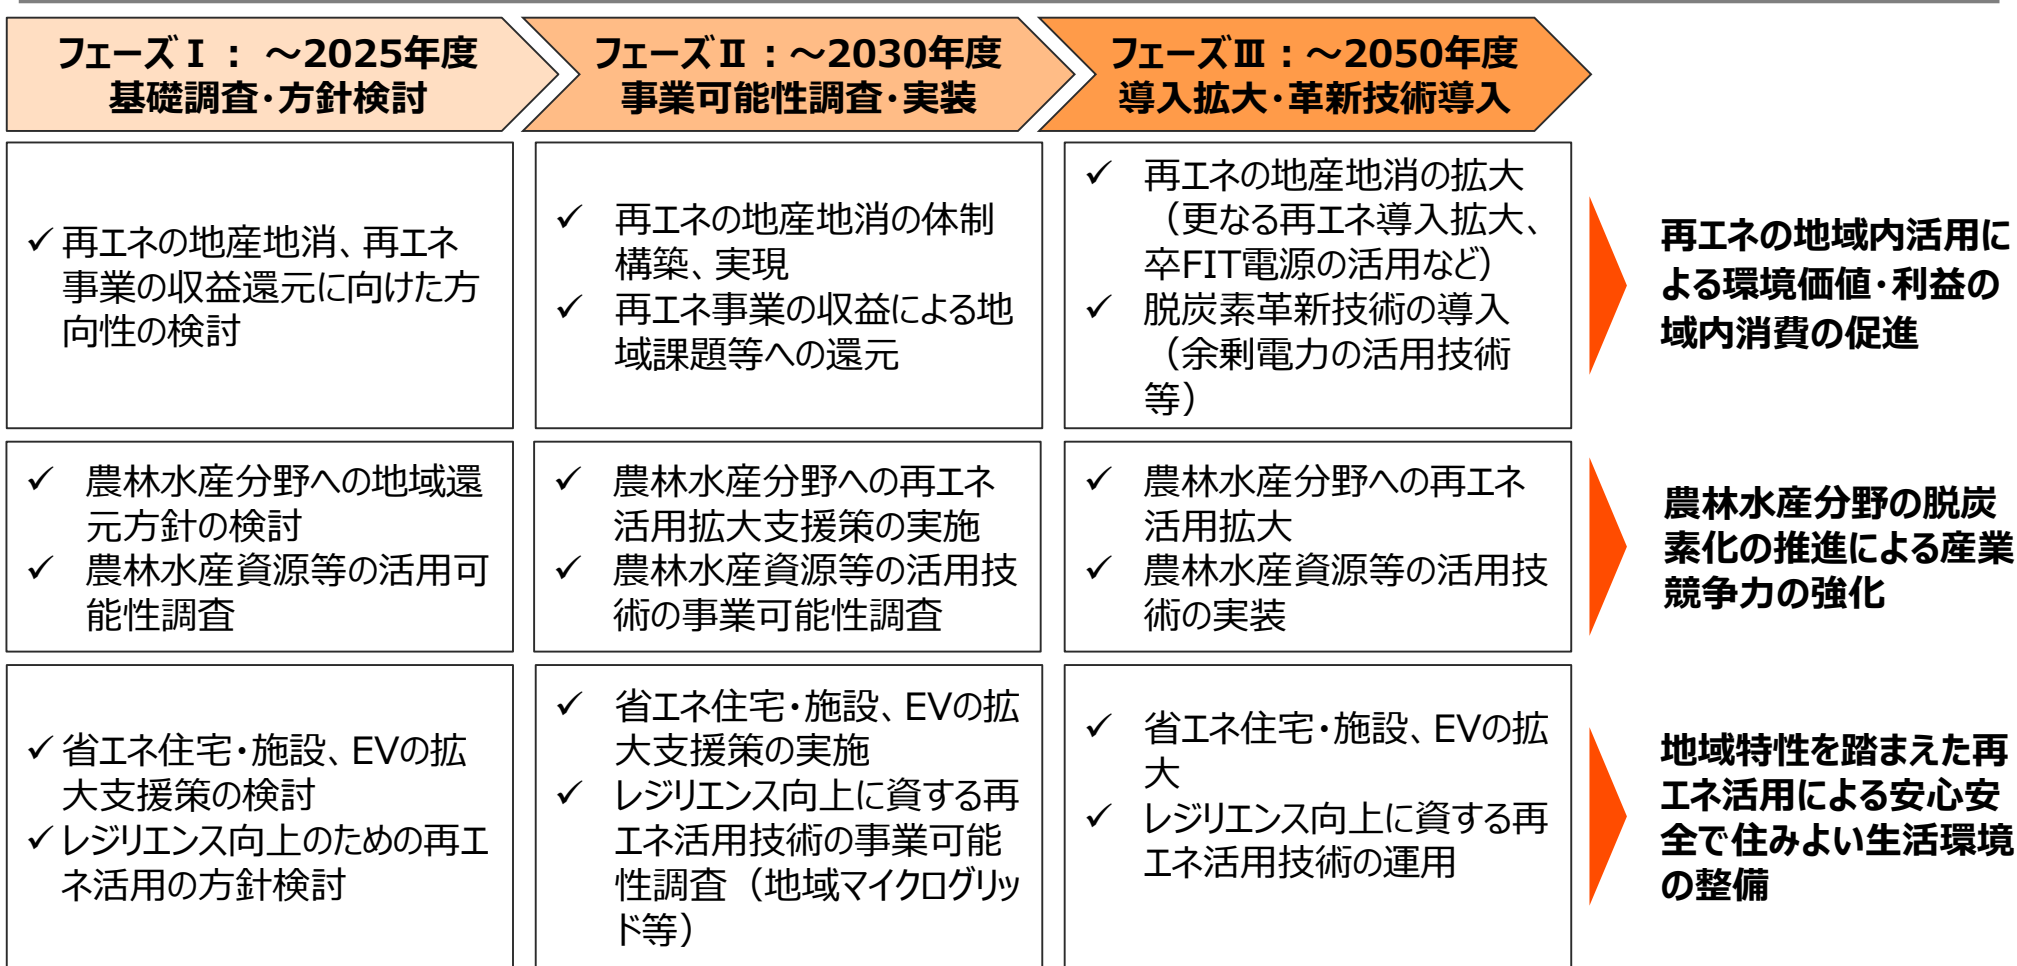 フェーズⅠ：～2025年度
基礎調査・方針検討
フェーズⅡ：～2030年度
事業可能性調査・実装
フェーズⅢ：～2050年度
導入拡大・革新技術導入
✓ 再エネの地産地消、再エネ
事業の収益還元に向けた方
向性の検討
✓ 再エネの地産地消の体制
構築、実現
✓ 再エネ事業の収益による地
域課題等への還元
✓ 再エネの地産地消の拡大
（更なる再エネ導入拡大、
卒FIT電源の活用など）
✓ 脱炭素革新技術の導入
（余剰電力の活用技術
等）
再エネの地域内活用に
よる環境価値・利益の
域内消費の促進
✓ 農林水産分野への地域還
元方針の検討
✓ 農林水産資源等の活用可
能性調査
✓ 農林水産分野への再エネ
活用拡大支援策の実施
✓ 農林水産資源等の活用技
術の事業可能性調査
✓ 農林水産分野への再エネ
活用拡大
✓ 農林水産資源等の活用技
術の実装
農林水産分野の脱炭
素化の推進による産業
競争力の強化
✓ 省エネ住宅・施設、EVの拡
大支援策の検討
✓ レジリエンス向上のための再エ
ネ活用の方針検討
✓ 省エネ住宅・施設、EVの拡
大支援策の実施
✓ レジリエンス向上に資する再
エネ活用技術の事業可能
性調査（地域マイクログリッ
ド等）
✓ 省エネ住宅・施設、EVの拡
大
✓ レジリエンス向上に資する再
エネ活用技術の運用
地域特性を踏まえた再
エネ活用による安心安
全で住みよい生活環境
の整備